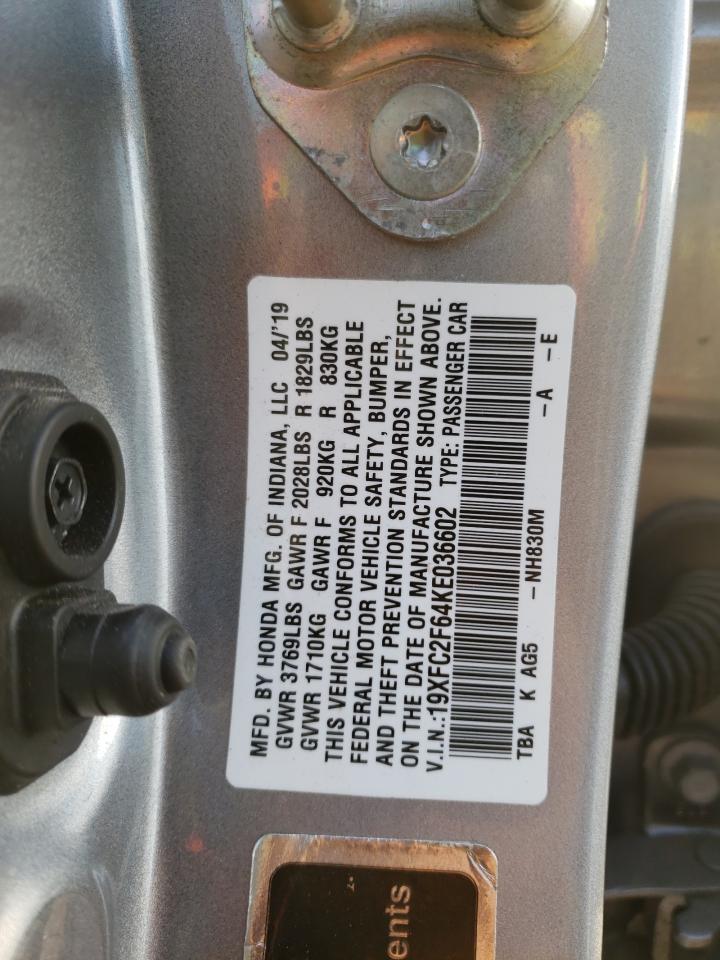 MFD. BY HONDA MFG. OF INDIANA, LLC 04/'19
GVWR 3769LBS GAWR F 2028LBS R 1829LBS
GVWR 1710KG GAWR F 920KG R 830KG
THIS VEHICLE CONFORMS TO ALL APPLICABLE
FEDERAL MOTOR VEHICLE SAFETY, BUMPER,
AND THEFT PREVENTION STANDARDS IN EFFECT
ON THE DATE OF MANUFACTURE SHOWN ABOVE.
V.I.N.:19XFC2F64KE036602 TYPE: PASSENGER CAR
TBA K AG5 -NH830M -A -E
ents